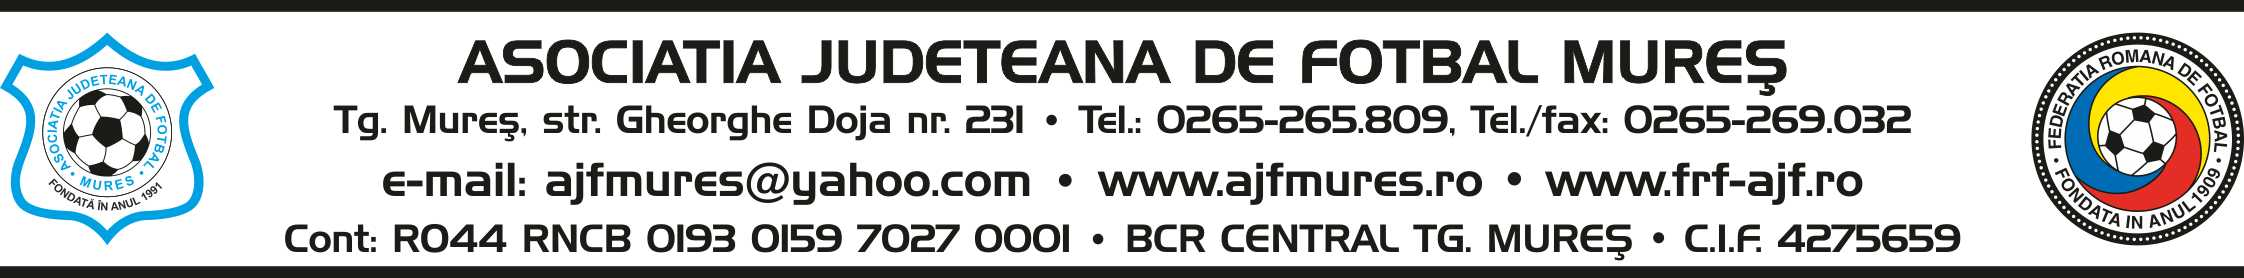 ASOCIATIA JUDETEANA DE FOTBAL MUREŞ
Tg. Mureş, str. Gheorghe Doja nr. 231 • Tel.: 0265-265.809, Tel./fax: 0265-269.032
e-mail: ajfmures@yahoo.com • www.ajfmures.ro • www.frf-ajf.ro
Cont: RO44 RNCB 0193 0159 7027 0001 • BCR CENTRAL TG. MUREŞ • C.I.F. 4275659
ASOCIATIA JUDETEANA DE FOTBAL
• MURES •
FONDATĂ ÎN ANUL 1991
FEDERATIA ROMANA DE FOTBAL
• FONDATA IN ANUL 1909 •